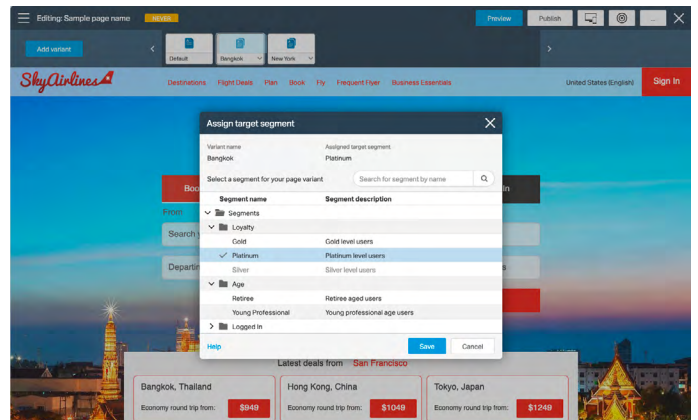 Editing: Sample page name
Preview
Publish
...
Add variant
Default
Bangkok
New York
SkyAirlines
Destinations Flight Deals Plan Book Fly Frequent Flyer Business Essentials
United States (English)
Sign In
Assign target segment
Variant name
Assigned target segment
Bangkok
Platinum
Select a segment for your page variant
Search for segment by name
Segment name
Segment description
Segments
Loyalty
Gold
Gold level users
Platinum
Platinum level users
Silver
Silver level users
Age
Retiree
Retiree aged users
Young Professional
Young professional age users
Logged In
Help
Save
Cancel
Boo
In
From
Search
Departin
s
Latest deals from San Francisco
Bangkok, Thailand
Economy round trip from:
$949
Hong Kong, China
Economy round trip from:
$1049
Tokyo, Japan
Economy round trip from:
$1249